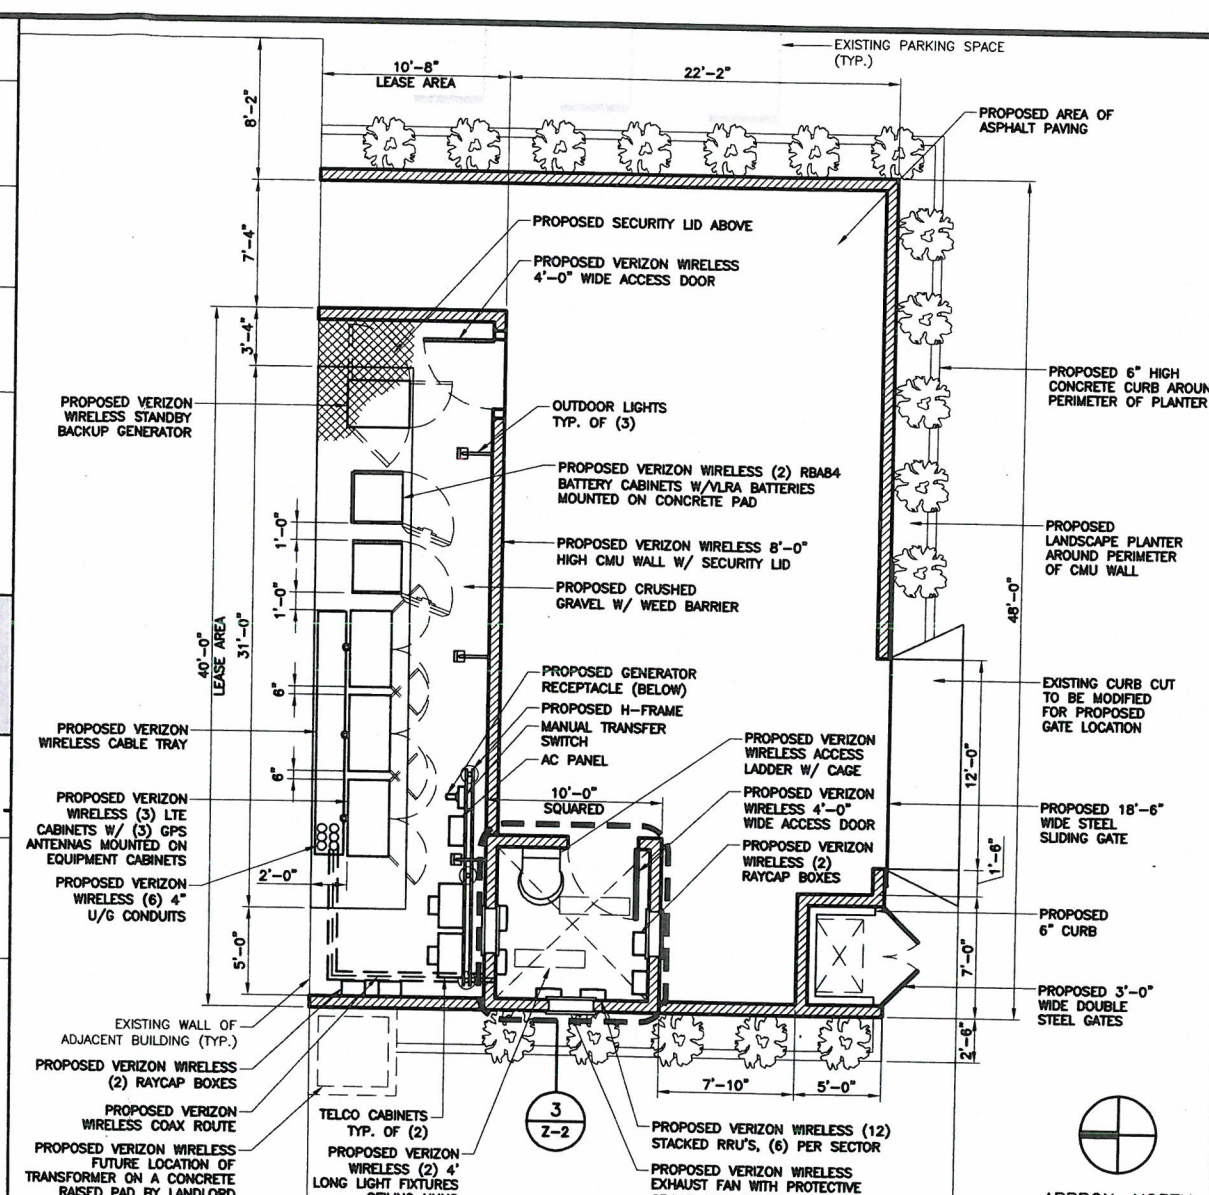 EXISTING PARKING SPACE
(TYP.)
10'-8"
LEASE AREA
22'-2"
8'-2"
PROPOSED AREA OF
ASPHALT PAVING
PROPOSED SECURITY LID ABOVE
7'-4"
PROPOSED VERIZON WIRELESS
4'-0" WIDE ACCESS DOOR
3'-4"
PROPOSED VERIZON
WIRELESS STANDBY
BACKUP GENERATOR
OUTDOOR LIGHTS
TYP. OF (3)
PROPOSED 6" HIGH
CONCRETE CURB AROUN
PERIMETER OF PLANTER
PROPOSED VERIZON WIRELESS (2) RBA84
BATTERY CABINETS W/VLRA BATTERIES
MOUNTED ON CONCRETE PAD
1'-0"
PROPOSED VERIZON WIRELESS 8'-0"
HIGH CMU WALL W/ SECURITY LID
PROPOSED
LANDSCAPE PLANTER
AROUND PERIMETER
OF CMU WALL
PROPOSED CRUSHED
GRAVEL W/ WEED BARRIER
1'-0"
48'-0"
40'-0"
LEASE AREA
31'-0"
6"
PROPOSED GENERATOR
RECEPTACLE (BELOW)
PROPOSED H-FRAME
MANUAL TRANSFER
SWITCH
AC PANEL
EXISTING CURB CUT
TO BE MODIFIED
FOR PROPOSED
GATE LOCATION
PROPOSED VERIZON
WIRELESS CABLE TRAY
6"
PROPOSED VERIZON
WIRELESS ACCESS
LADDER W/ CAGE
12'-0"
10'-0"
SQUARED
PROPOSED VERIZON
WIRELESS 4'-0"
WIDE ACCESS DOOR
PROPOSED 18'-6"
WIDE STEEL
SLIDING GATE
PROPOSED VERIZON
WIRELESS (3) LTE
CABINETS W/ (3) GPS
ANTENNAS MOUNTED ON
EQUIPMENT CABINETS
PROPOSED VERIZON
WIRELESS (2)
RAYCAP BOXES
1'-6"
2'-0"
PROPOSED VERIZON
WIRELESS (6) 4"
U/G CONDUITS
PROPOSED
6" CURB
5'-0"
7'-0"
PROPOSED 3'-0"
WIDE DOUBLE
STEEL GATES
EXISTING WALL OF
ADJACENT BUILDING (TYP.)
2'-6"
PROPOSED VERIZON WIRELESS
(2) RAYCAP BOXES
7'-10"
5'-0"
PROPOSED VERIZON
WIRELESS COAX ROUTE
TELCO CABINETS
TYP. OF (2)
3
Z-2
PROPOSED VERIZON WIRELESS (12)
STACKED RRU'S, (6) PER SECTOR
PROPOSED VERIZON WIRELESS
FUTURE LOCATION OF
TRANSFORMER ON A CONCRETE
RAISED PAD BY LANDLORD
PROPOSED VERIZON
WIRELESS (2) 4'
LONG LIGHT FIXTURES
PROPOSED VERIZON WIRELESS
EXHAUST FAN WITH PROTECTIVE